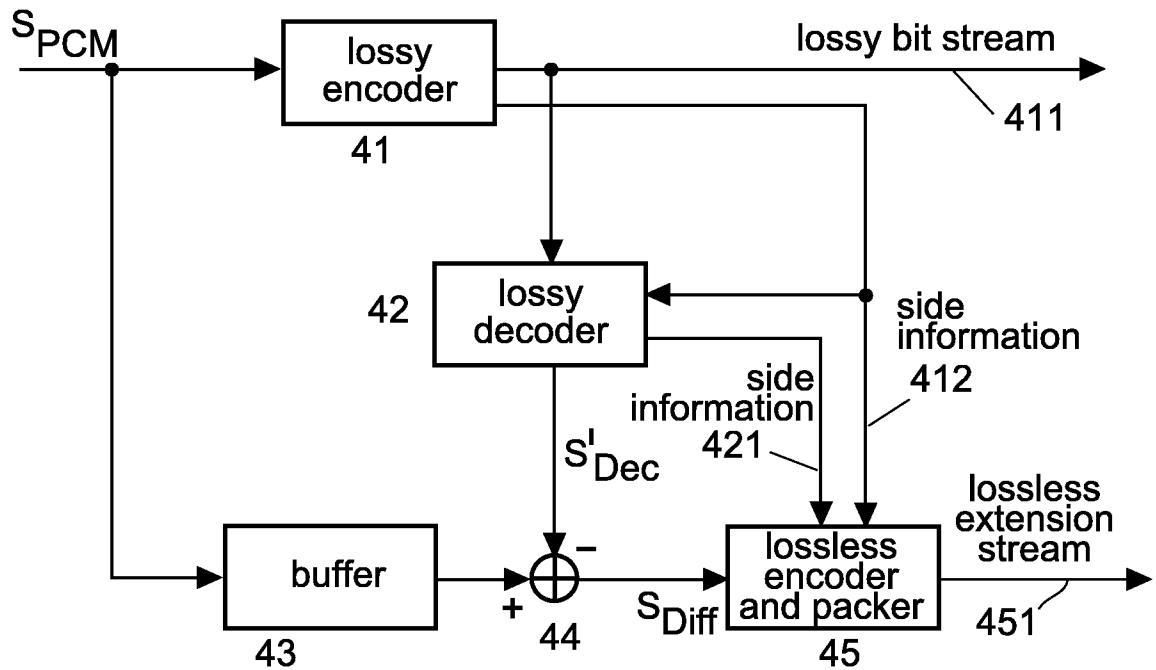 SPCM
lossy
encoder
41
lossy bit stream
411
lossy
decoder
42
side
information
412
side
information
421
S'Dec
buffer
43
+
−
44
SDiff
lossless
encoder
and packer
45
lossless
extension
stream
451